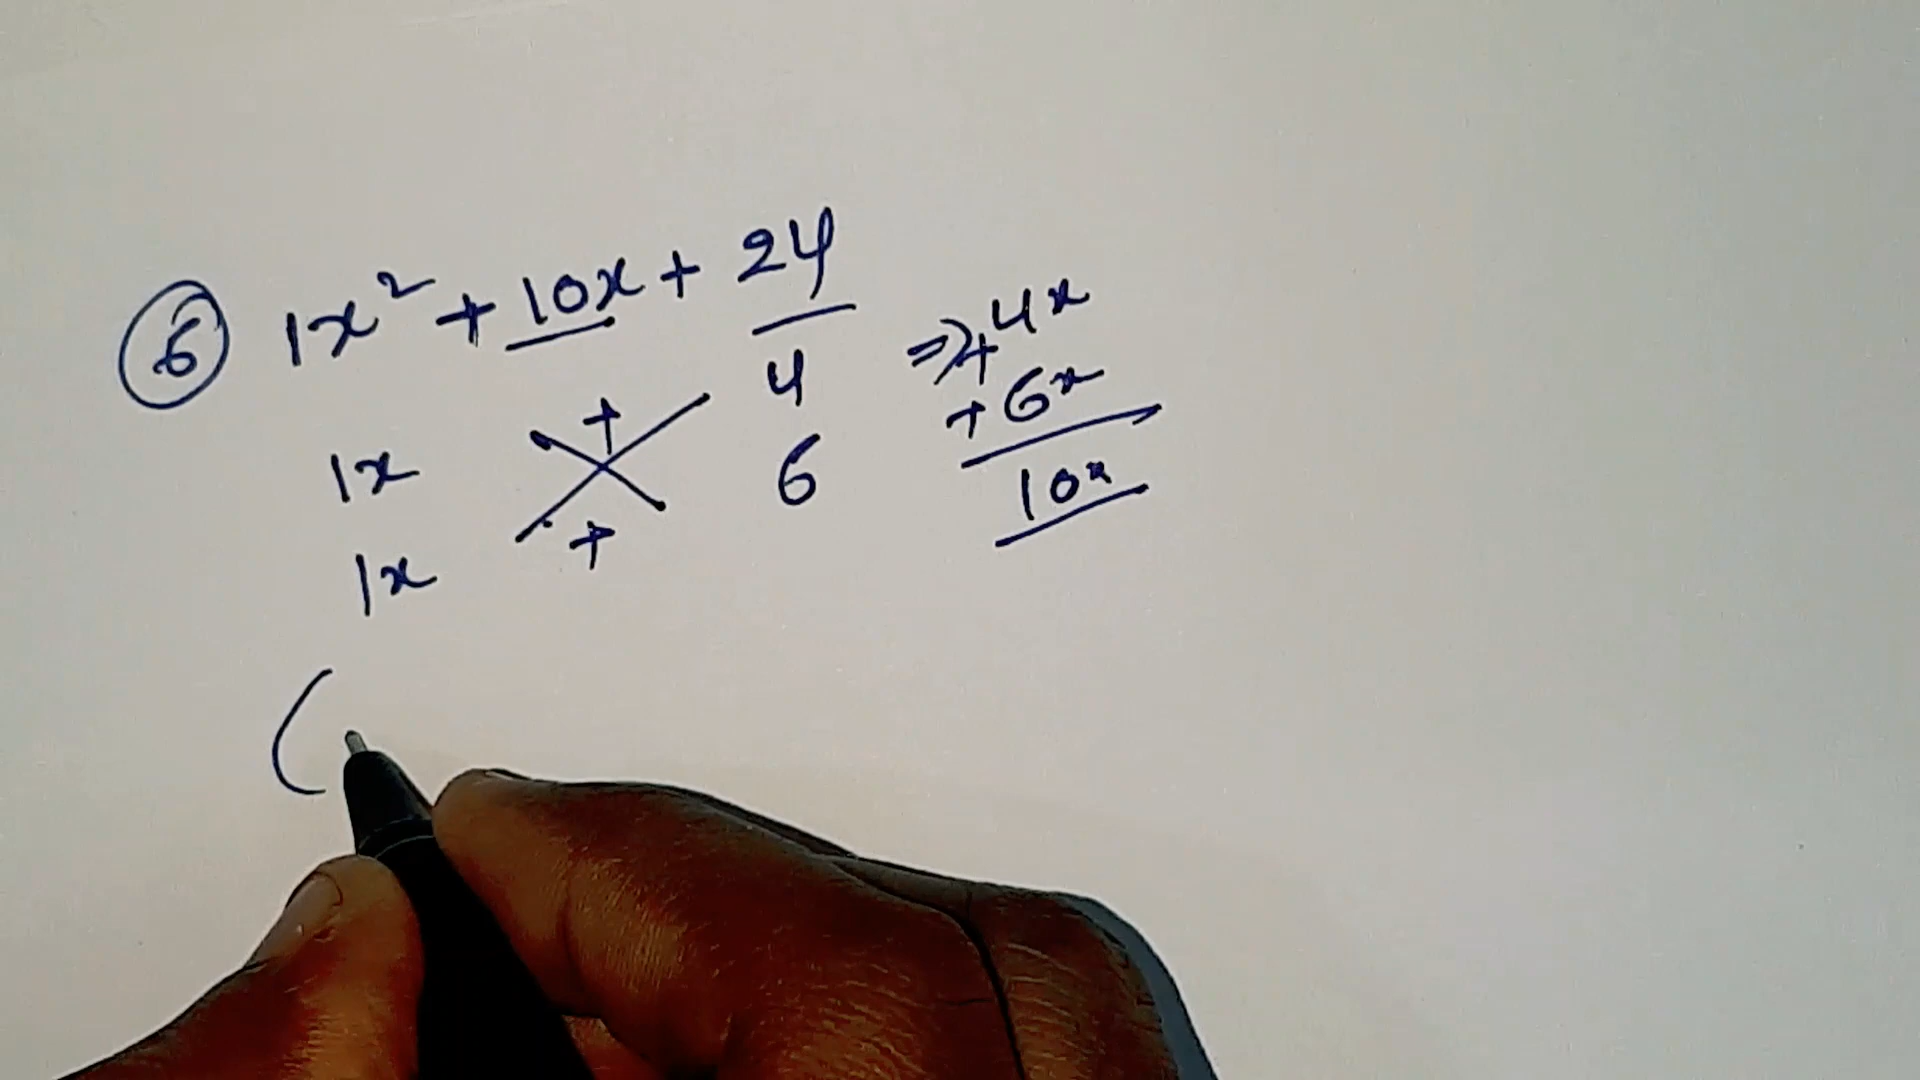 6 1x² + 10x + 24
4 ⇒ +4x
+ +6x
1x 6 10x
+
1x
(